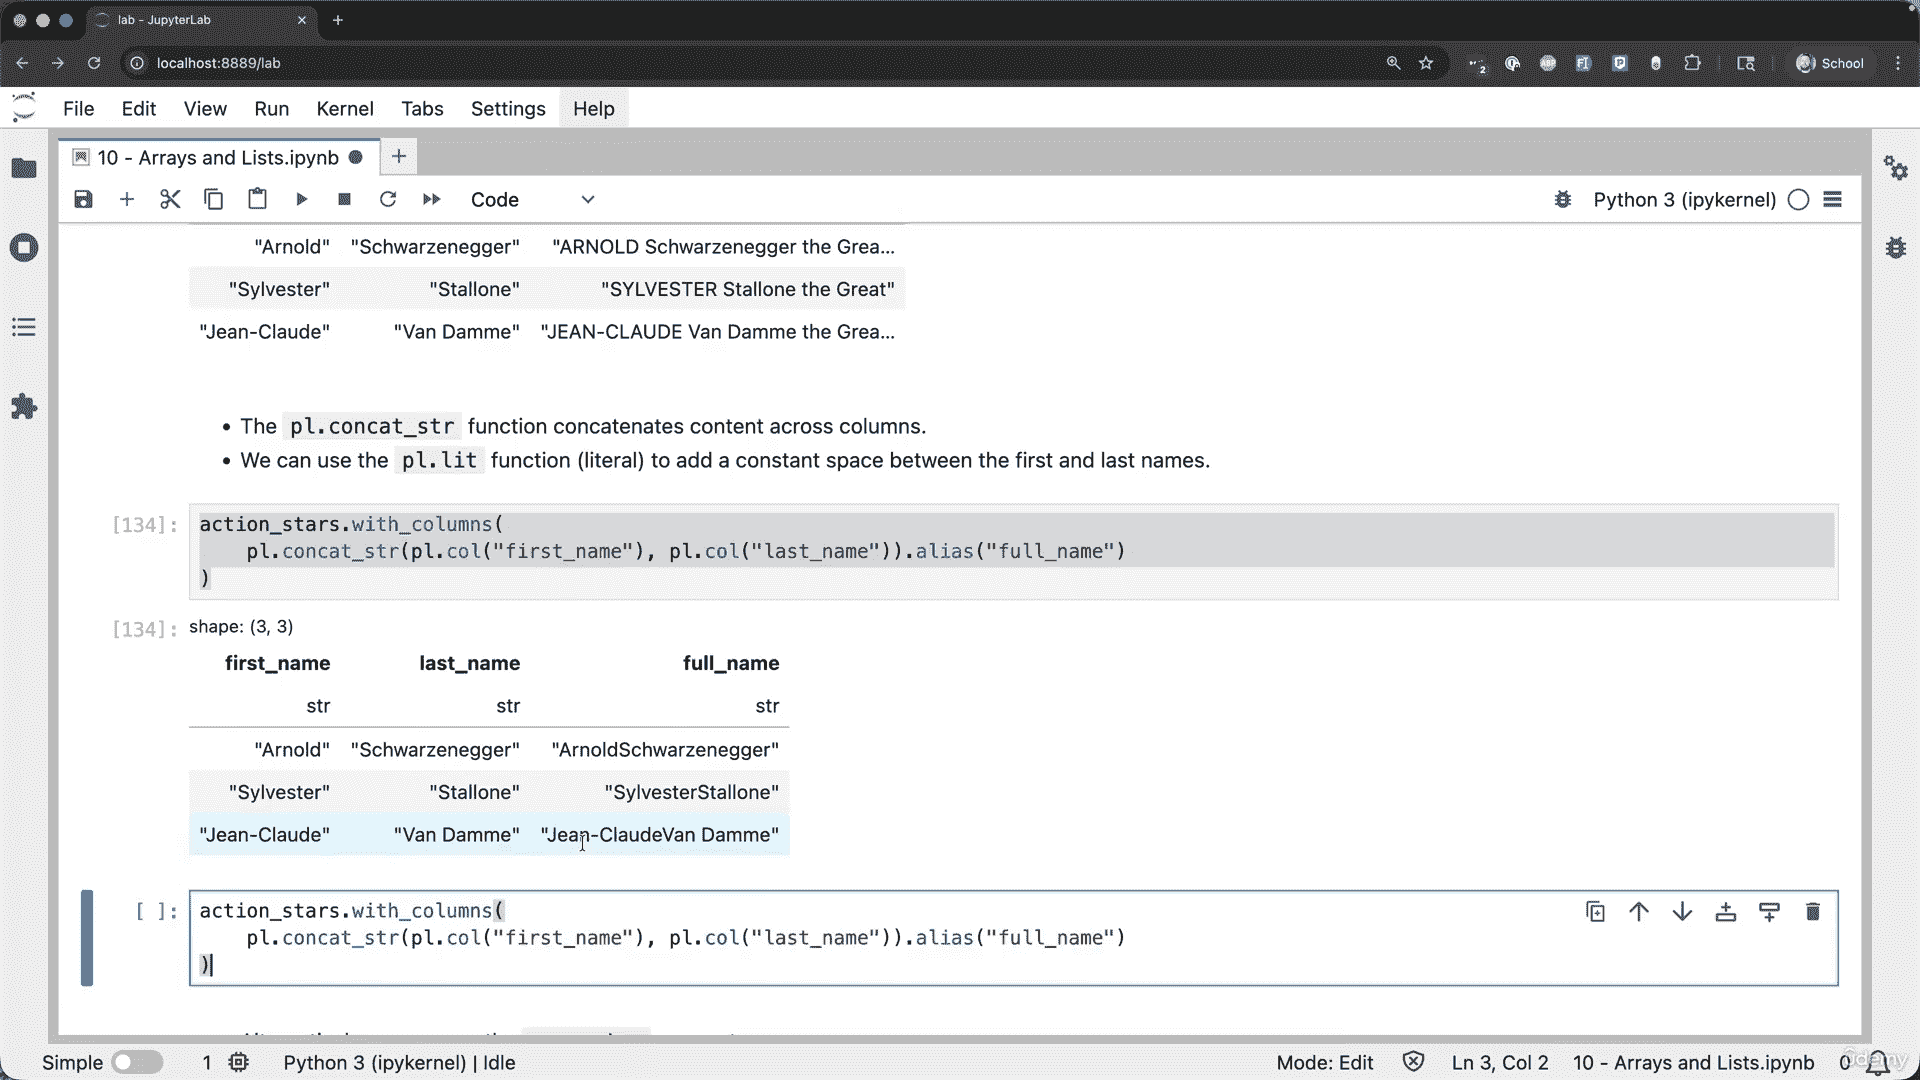 lab - JupyterLab
localhost:8889/lab
2
ABP
School
File Edit View Run Kernel Tabs Settings Help
10 - Arrays and Lists.ipynb
Code
Python 3 (ipykernel)
"Arnold" "Schwarzenegger" "ARNOLD Schwarzenegger the Grea...
"Sylvester" "Stallone" "SYLVESTER Stallone the Great"
"Jean-Claude" "Van Damme" "JEAN-CLAUDE Van Damme the Grea...
• The pl.concat_str function concatenates content across columns.
• We can use the pl.lit function (literal) to add a constant space between the first and last names.
[134]: action_stars.with_columns(
pl.concat_str(pl.col("first_name"), pl.col("last_name")).alias("full_name")
)
[134]: shape: (3, 3)
first_name last_name full_name
str str str
"Arnold" "Schwarzenegger" "ArnoldSchwarzenegger"
"Sylvester" "Stallone" "SylvesterStallone"
"Jean-Claude" "Van Damme" "Jean-ClaudeVan Damme"
[ ]: action_stars.with_columns(
pl.concat_str(pl.col("first_name"), pl.col("last_name")).alias("full_name")
)
Simple 1 Python 3 (ipykernel) | Idle Mode: Edit Ln 3, Col 2 10 - Arrays and Lists.ipynb 0
udemy